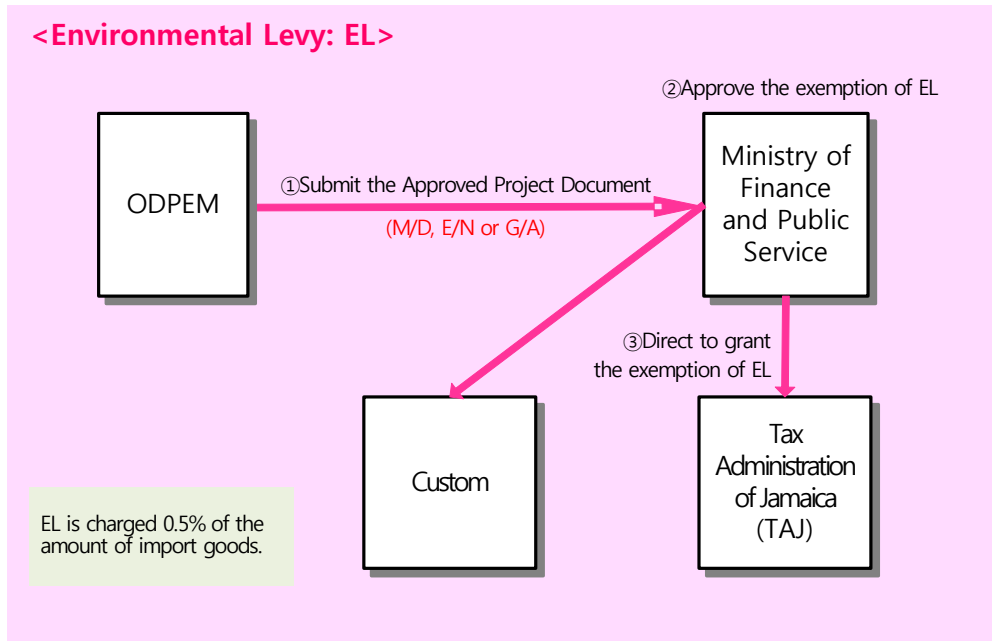 <Environmental Levy: EL>
②Approve the exemption of EL
ODPEM
①Submit the Approved Project Document
(M/D, E/N or G/A)
Ministry of
Finance
and Public
Service
③Direct to grant
the exemption of EL
Custom
Tax
Administration
of Jamaica
(TAJ)
EL is charged 0.5% of the
amount of import goods.